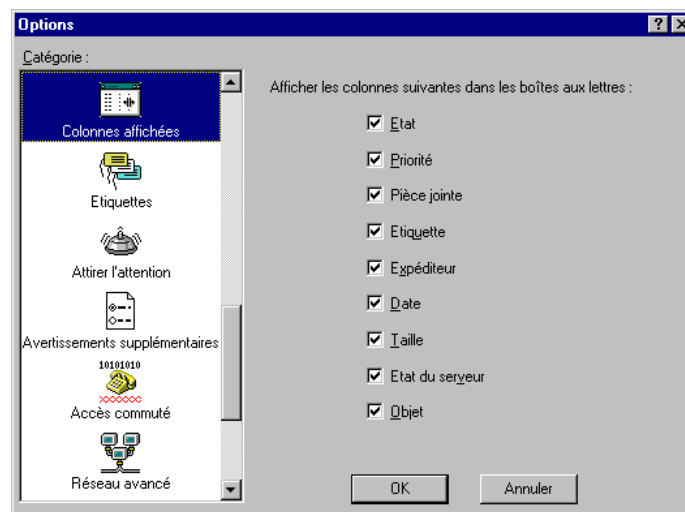 Options
Catégorie :
Colonnes affichées
Etiquettes
Attirer l'attention
Avertissements supplémentaires
10101010
Accès commuté
Réseau avancé
Afficher les colonnes suivantes dans les boîtes aux lettres :
Etat
Priorité
Pièce jointe
Etiquette
Expéditeur
Date
Taille
Etat du serveur
Objet
OK
Annuler